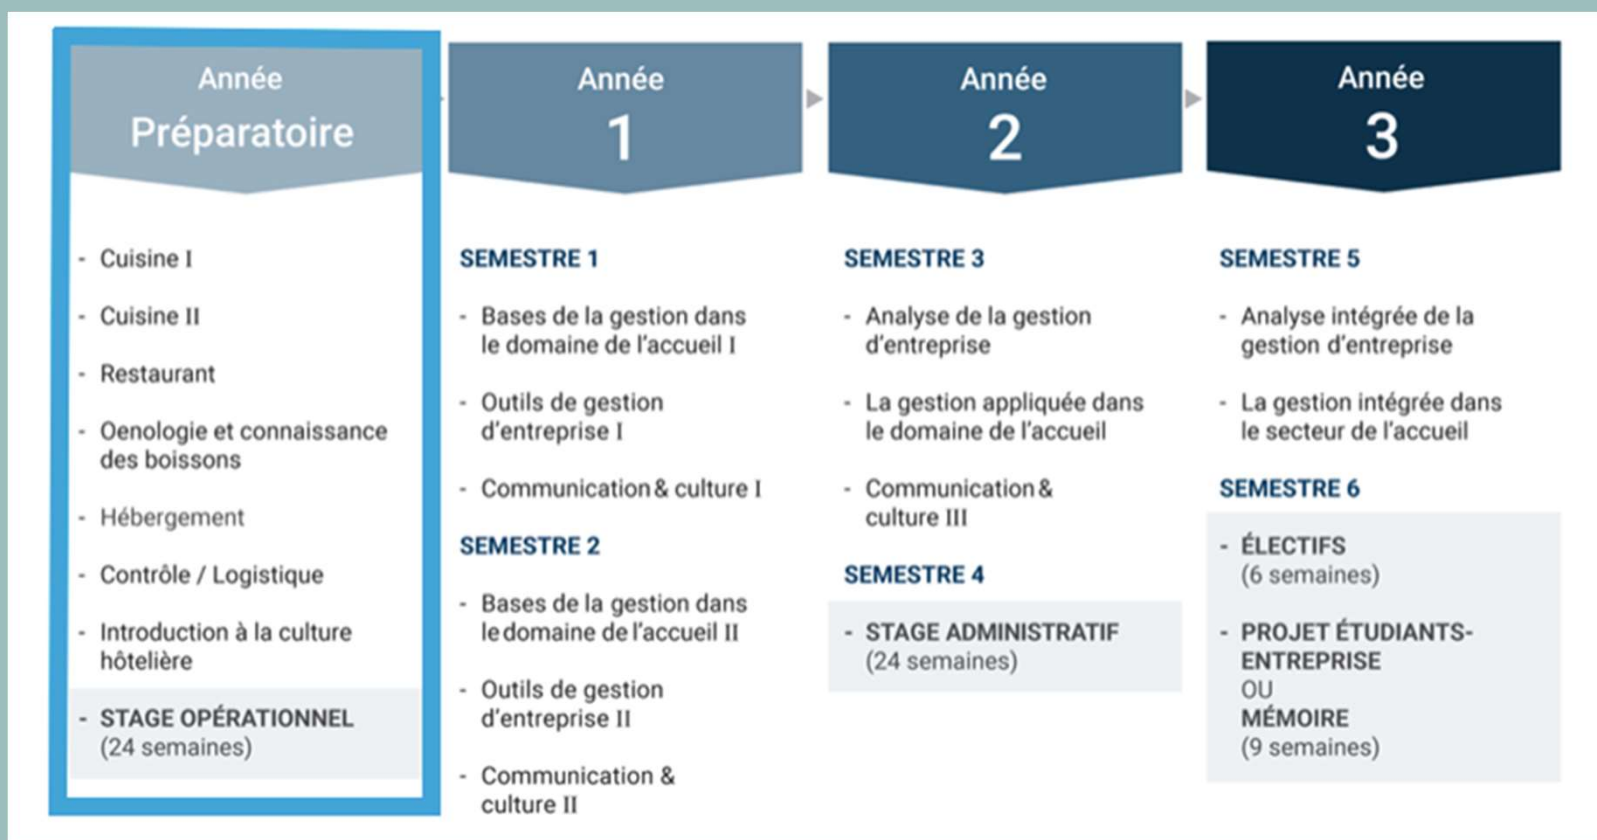 Année
Préparatoire
- Cuisine I
- Cuisine II
- Restaurant
- Oenologie et connaissance
des boissons
- Hébergement
- Contrôle / Logistique
- Introduction à la culture
hôtelière
- STAGE OPÉRATIONNEL
(24 semaines)
Année
1
SEMESTRE 1
- Bases de la gestion dans
le domaine de l'accueil I
- Outils de gestion
d'entreprise I
- Communication & culture I
SEMESTRE 2
- Bases de la gestion dans
le domaine de l'accueil II
- Outils de gestion
d'entreprise II
- Communication &
culture II
Année
2
SEMESTRE 3
- Analyse de la gestion
d'entreprise
- La gestion appliquée dans
le domaine de l'accueil
- Communication &
culture III
SEMESTRE 4
- STAGE ADMINISTRATIF
(24 semaines)
Année
3
SEMESTRE 5
- Analyse intégrée de la
gestion d'entreprise
- La gestion intégrée dans
le secteur de l'accueil
SEMESTRE 6
- ÉLECTIFS
(6 semaines)
- PROJET ÉTUDIANTS-
ENTREPRISE
OU
MÉMOIRE
(9 semaines)